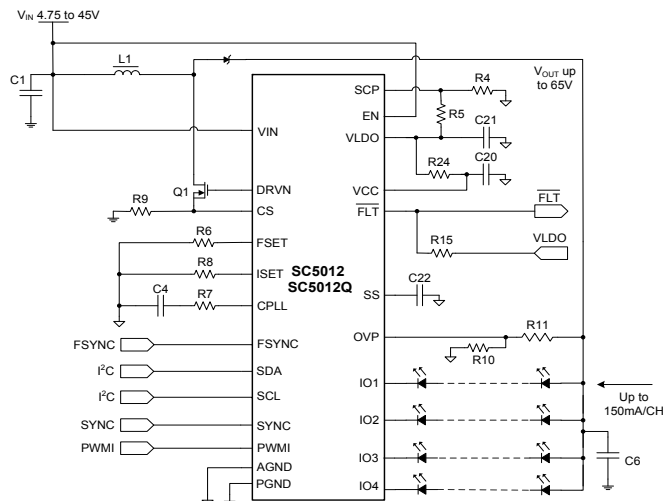 VIN 4.75 to 45V
L1
C1
VOUT up
to 65V
SCP
R4
EN
R5
C21
VLDO
VIN
R24
C20
Q1
DRVN
VCC
R9
CS
FLT
FLT
R6
FSET
R15
VLDO
R8
ISET
SC5012
SC5012Q
C4
R7
CPLL
SS
C22
FSYNC
FSYNC
OVP
R10
R11
I²C
SDA
IO1
I²C
SCL
Up to
150mA/CH
IO2
SYNC
SYNC
PWMI
PWMI
IO3
C6
AGND
PGND
IO4